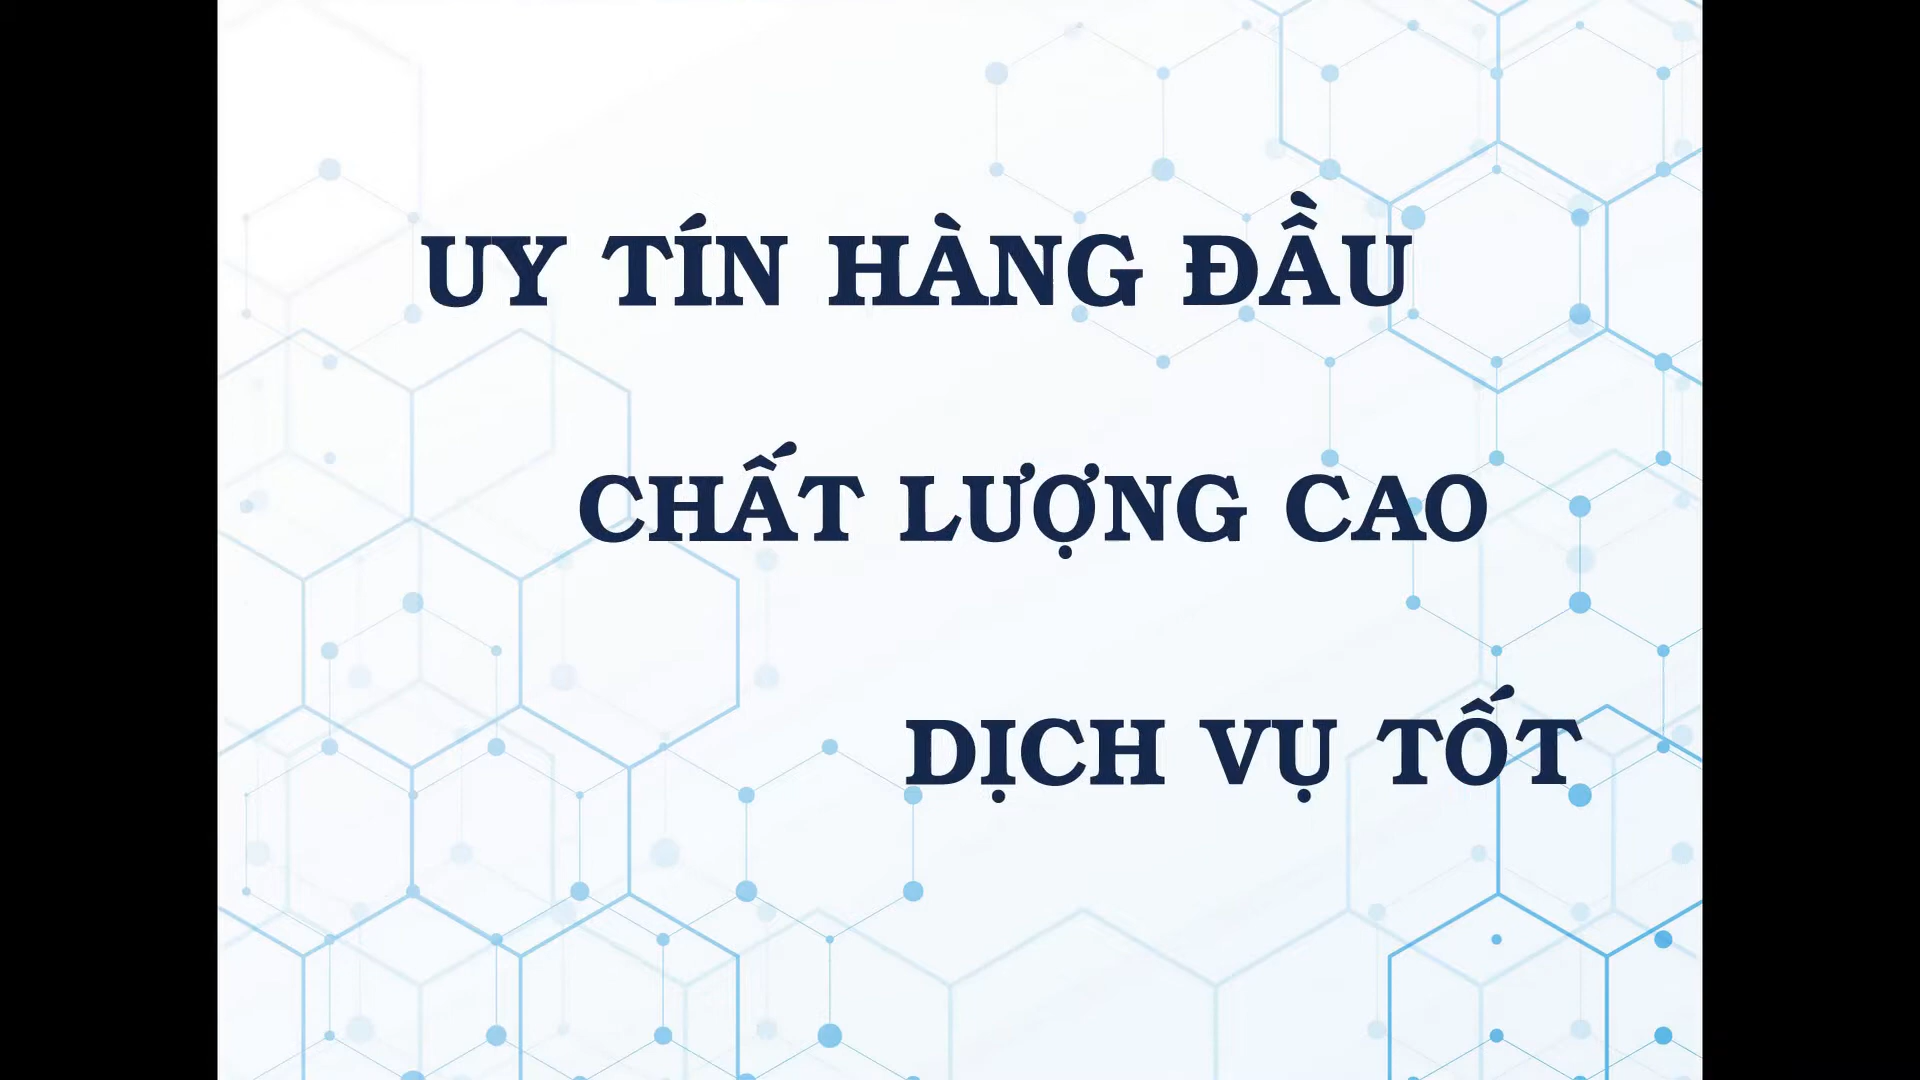 UY TÍN HÀNG ĐẦU
CHẤT LƯỢNG CAO
DỊCH VỤ TỐT